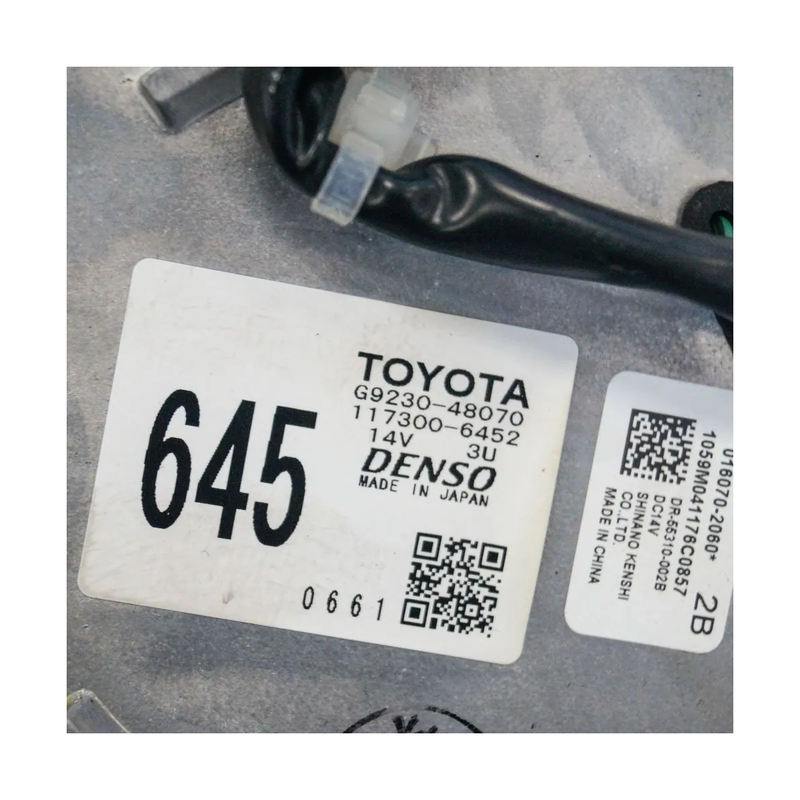 645
TOYOTA
G9230-48070
117300-6452
14V 3U
DENSO
MADE IN JAPAN
0661
016070-2060*
1059M041176C0857
DR-55310-002B
DC14V
SHINANO KENSHI
CO.,LTD.
MADE IN CHINA
2B